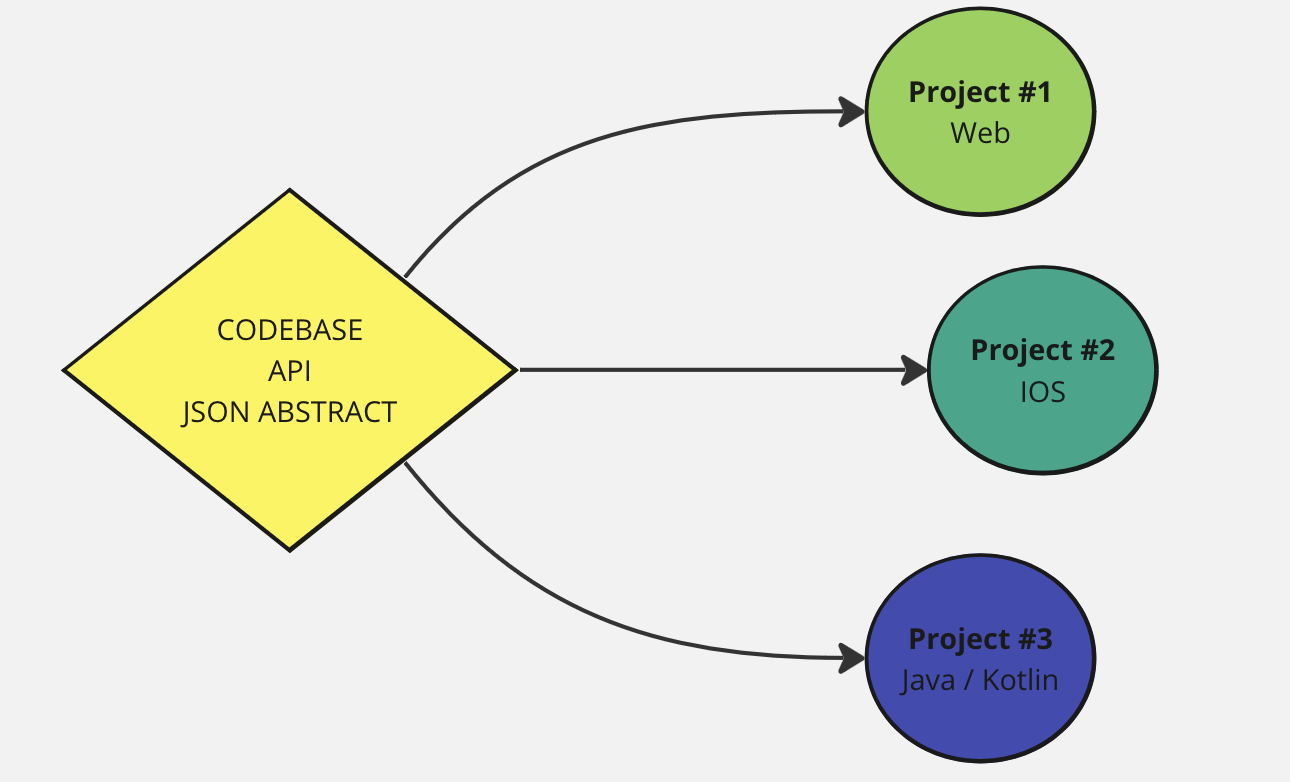 Project #1
Web
CODEBASE
API
JSON ABSTRACT
Project #2
IOS
Project #3
Java / Kotlin